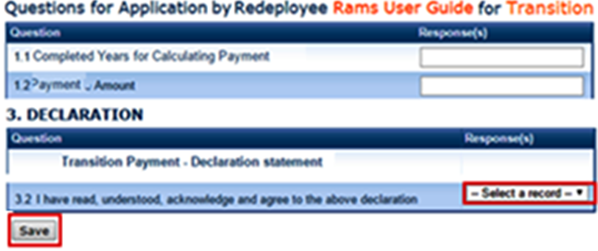 Questions for Application by Redeployee Rams User Guide for Transition
Question Response(s)
1.1 Completed Years for Calculating Payment
1.2 Payment Amount
3. DECLARATION
Question Response(s)
Transition Payment - Declaration statement
3.2 I have read, understood, acknowledge and agree to the above declaration -- Select a record --
Save